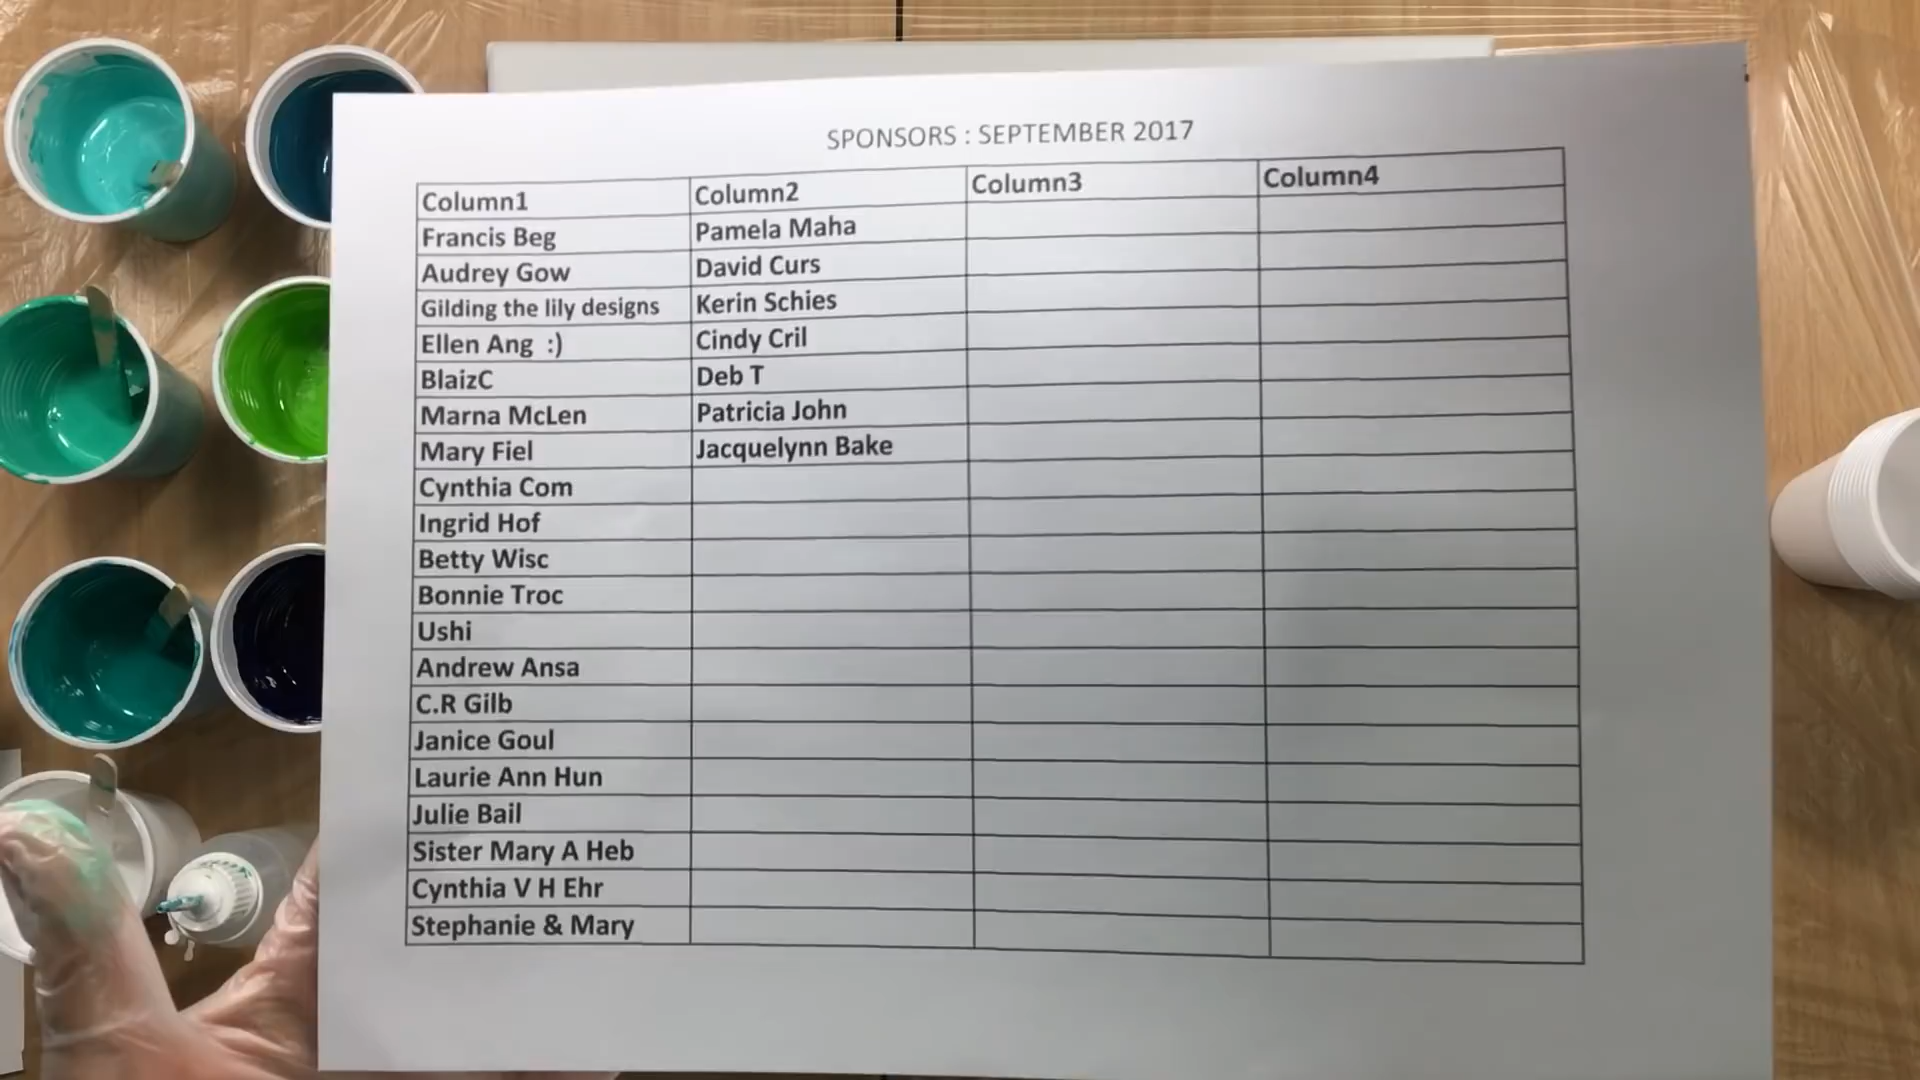 SPONSORS : SEPTEMBER 2017
Column1 Column2 Column3 Column4
Francis Beg Pamela Maha
Audrey Gow David Curs
Gilding the lily designs Kerin Schies
Ellen Ang :) Cindy Cril
BlaizC Deb T
Marna McLen Patricia John
Mary Fiel Jacquelynn Bake
Cynthia Com
Ingrid Hof
Betty Wisc
Bonnie Troc
Ushi
Andrew Ansa
C.R Gilb
Janice Goul
Laurie Ann Hun
Julie Bail
Sister Mary A Heb
Cynthia V H Ehr
Stephanie & Mary